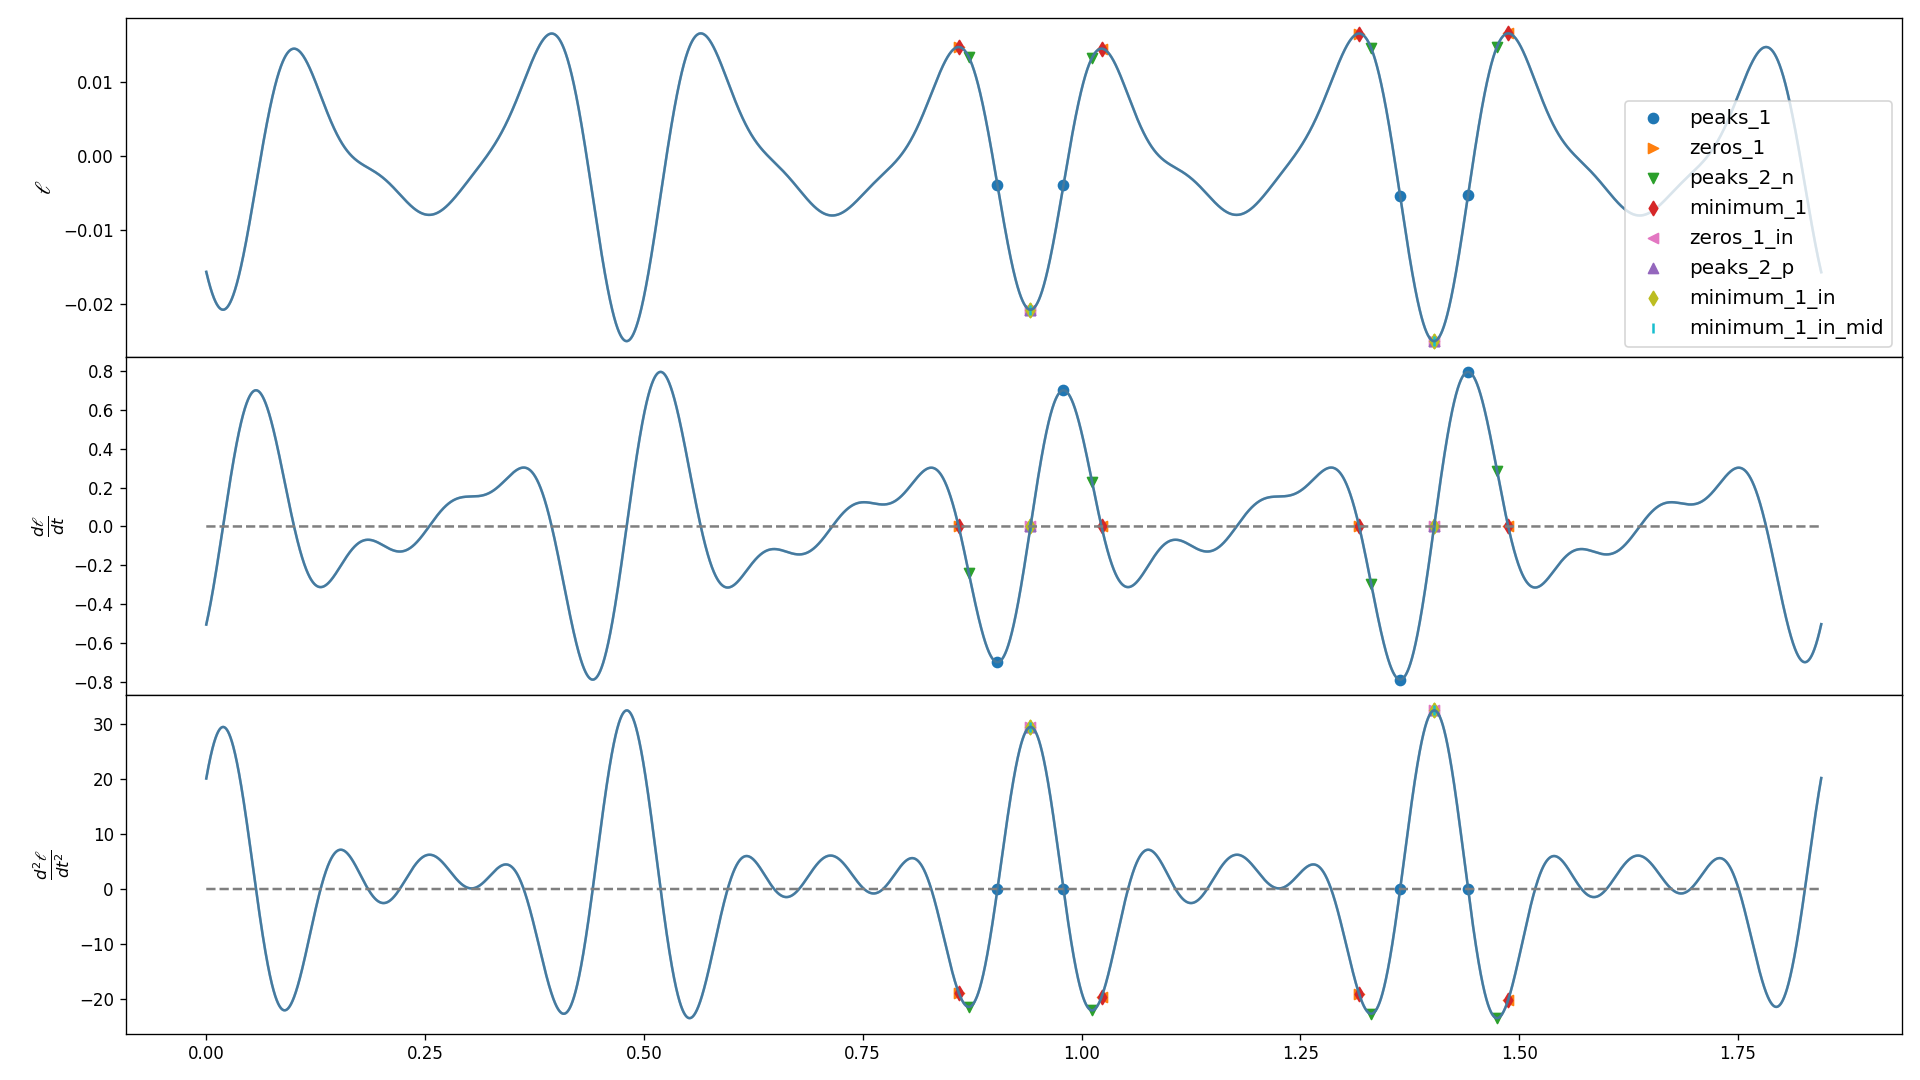 0.01
0.00
−0.01
−0.02
ℓ
peaks_1
zeros_1
peaks_2_n
minimum_1
zeros_1_in
peaks_2_p
minimum_1_in
minimum_1_in_mid
0.8
0.6
0.4
0.2
0.0
−0.2
−0.4
−0.6
−0.8
dℓ
dt
30
20
10
0
−10
−20
d²ℓ
dt²
0.00 0.25 0.50 0.75 1.00 1.25 1.50 1.75